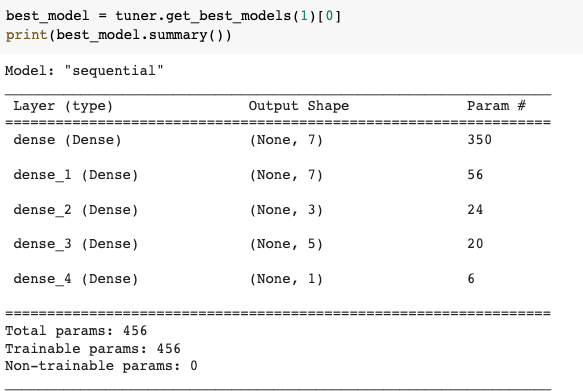 best_model = tuner.get_best_models(1)[0]
print(best_model.summary())
Model: "sequential"
Layer (type) Output Shape Param #
dense (Dense) (None, 7) 350
dense_1 (Dense) (None, 7) 56
dense_2 (Dense) (None, 3) 24
dense_3 (Dense) (None, 5) 20
dense_4 (Dense) (None, 1) 6
Total params: 456
Trainable params: 456
Non-trainable params: 0